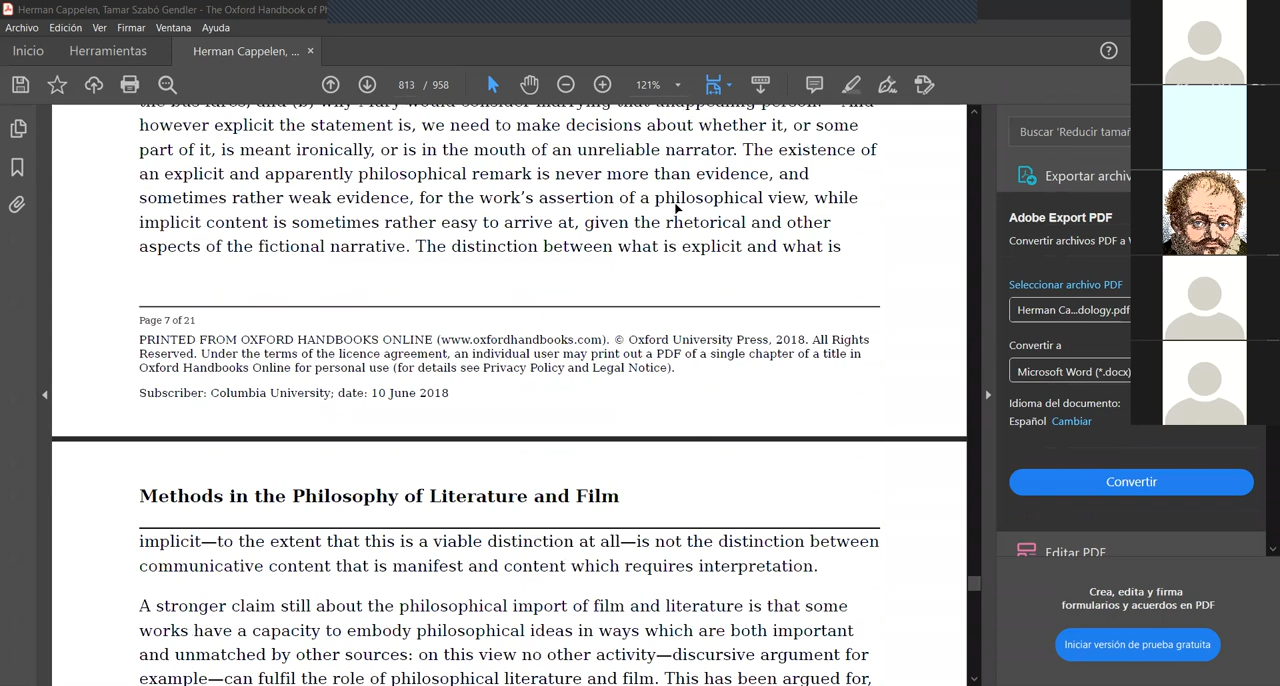 Herman Cappelen, Tamar Szabó Gendler - The Oxford Handbook of Ph
Archivo Edición Ver Firmar Ventana Ayuda
Inicio Herramientas Herman Cappelen, ... ×
813 / 958 121%
however explicit the statement is, we need to make decisions about whether it, or some
part of it, is meant ironically, or is in the mouth of an unreliable narrator. The existence of
an explicit and apparently philosophical remark is never more than evidence, and
sometimes rather weak evidence, for the work’s assertion of a philosophical view, while
implicit content is sometimes rather easy to arrive at, given the rhetorical and other
aspects of the fictional narrative. The distinction between what is explicit and what is
Page 7 of 21
PRINTED FROM OXFORD HANDBOOKS ONLINE (www.oxfordhandbooks.com). © Oxford University Press, 2018. All Rights
Reserved. Under the terms of the licence agreement, an individual user may print out a PDF of a single chapter of a title in
Oxford Handbooks Online for personal use (for details see Privacy Policy and Legal Notice).
Subscriber: Columbia University; date: 10 June 2018
Methods in the Philosophy of Literature and Film
implicit—to the extent that this is a viable distinction at all—is not the distinction between
communicative content that is manifest and content which requires interpretation.
A stronger claim still about the philosophical import of film and literature is that some
works have a capacity to embody philosophical ideas in ways which are both important
and unmatched by other sources: on this view no other activity—discursive argument for
example—can fulfil the role of philosophical literature and film. This has been argued for,
Buscar 'Reducir tamañ
Exportar archiv
Adobe Export PDF
Convertir archivos PDF a
Seleccionar archivo PDF
Herman Ca...dology.pdf
Convertir a
Microsoft Word (*.docx)
Idioma del documento:
Español Cambiar
Convertir
Editar PDF
Crea, edita y firma
formularios y acuerdos en PDF
Iniciar versión de prueba gratuita